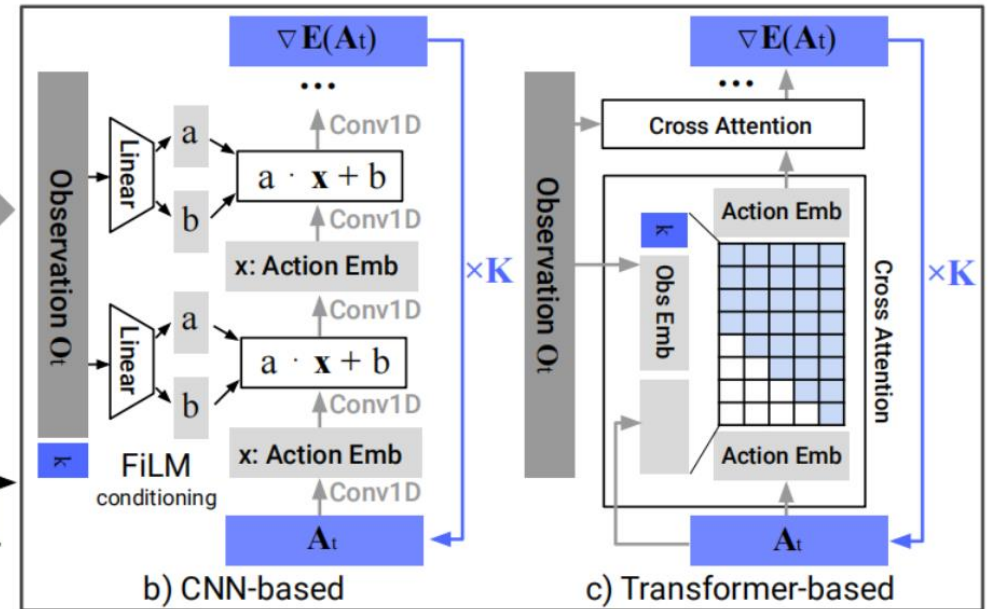 ∇E(At)
...
Conv1D
Observation Ot
Linear
a
b
a · x + b
Conv1D
x: Action Emb
Conv1D
Linear
a
b
a · x + b
Conv1D
x: Action Emb
Conv1D
k
FiLM
conditioning
At
×K
b) CNN-based
∇E(At)
...
Cross Attention
Observation Ot
Action Emb
k
Obs Emb
Cross Attention
Action Emb
At
×K
c) Transformer-based